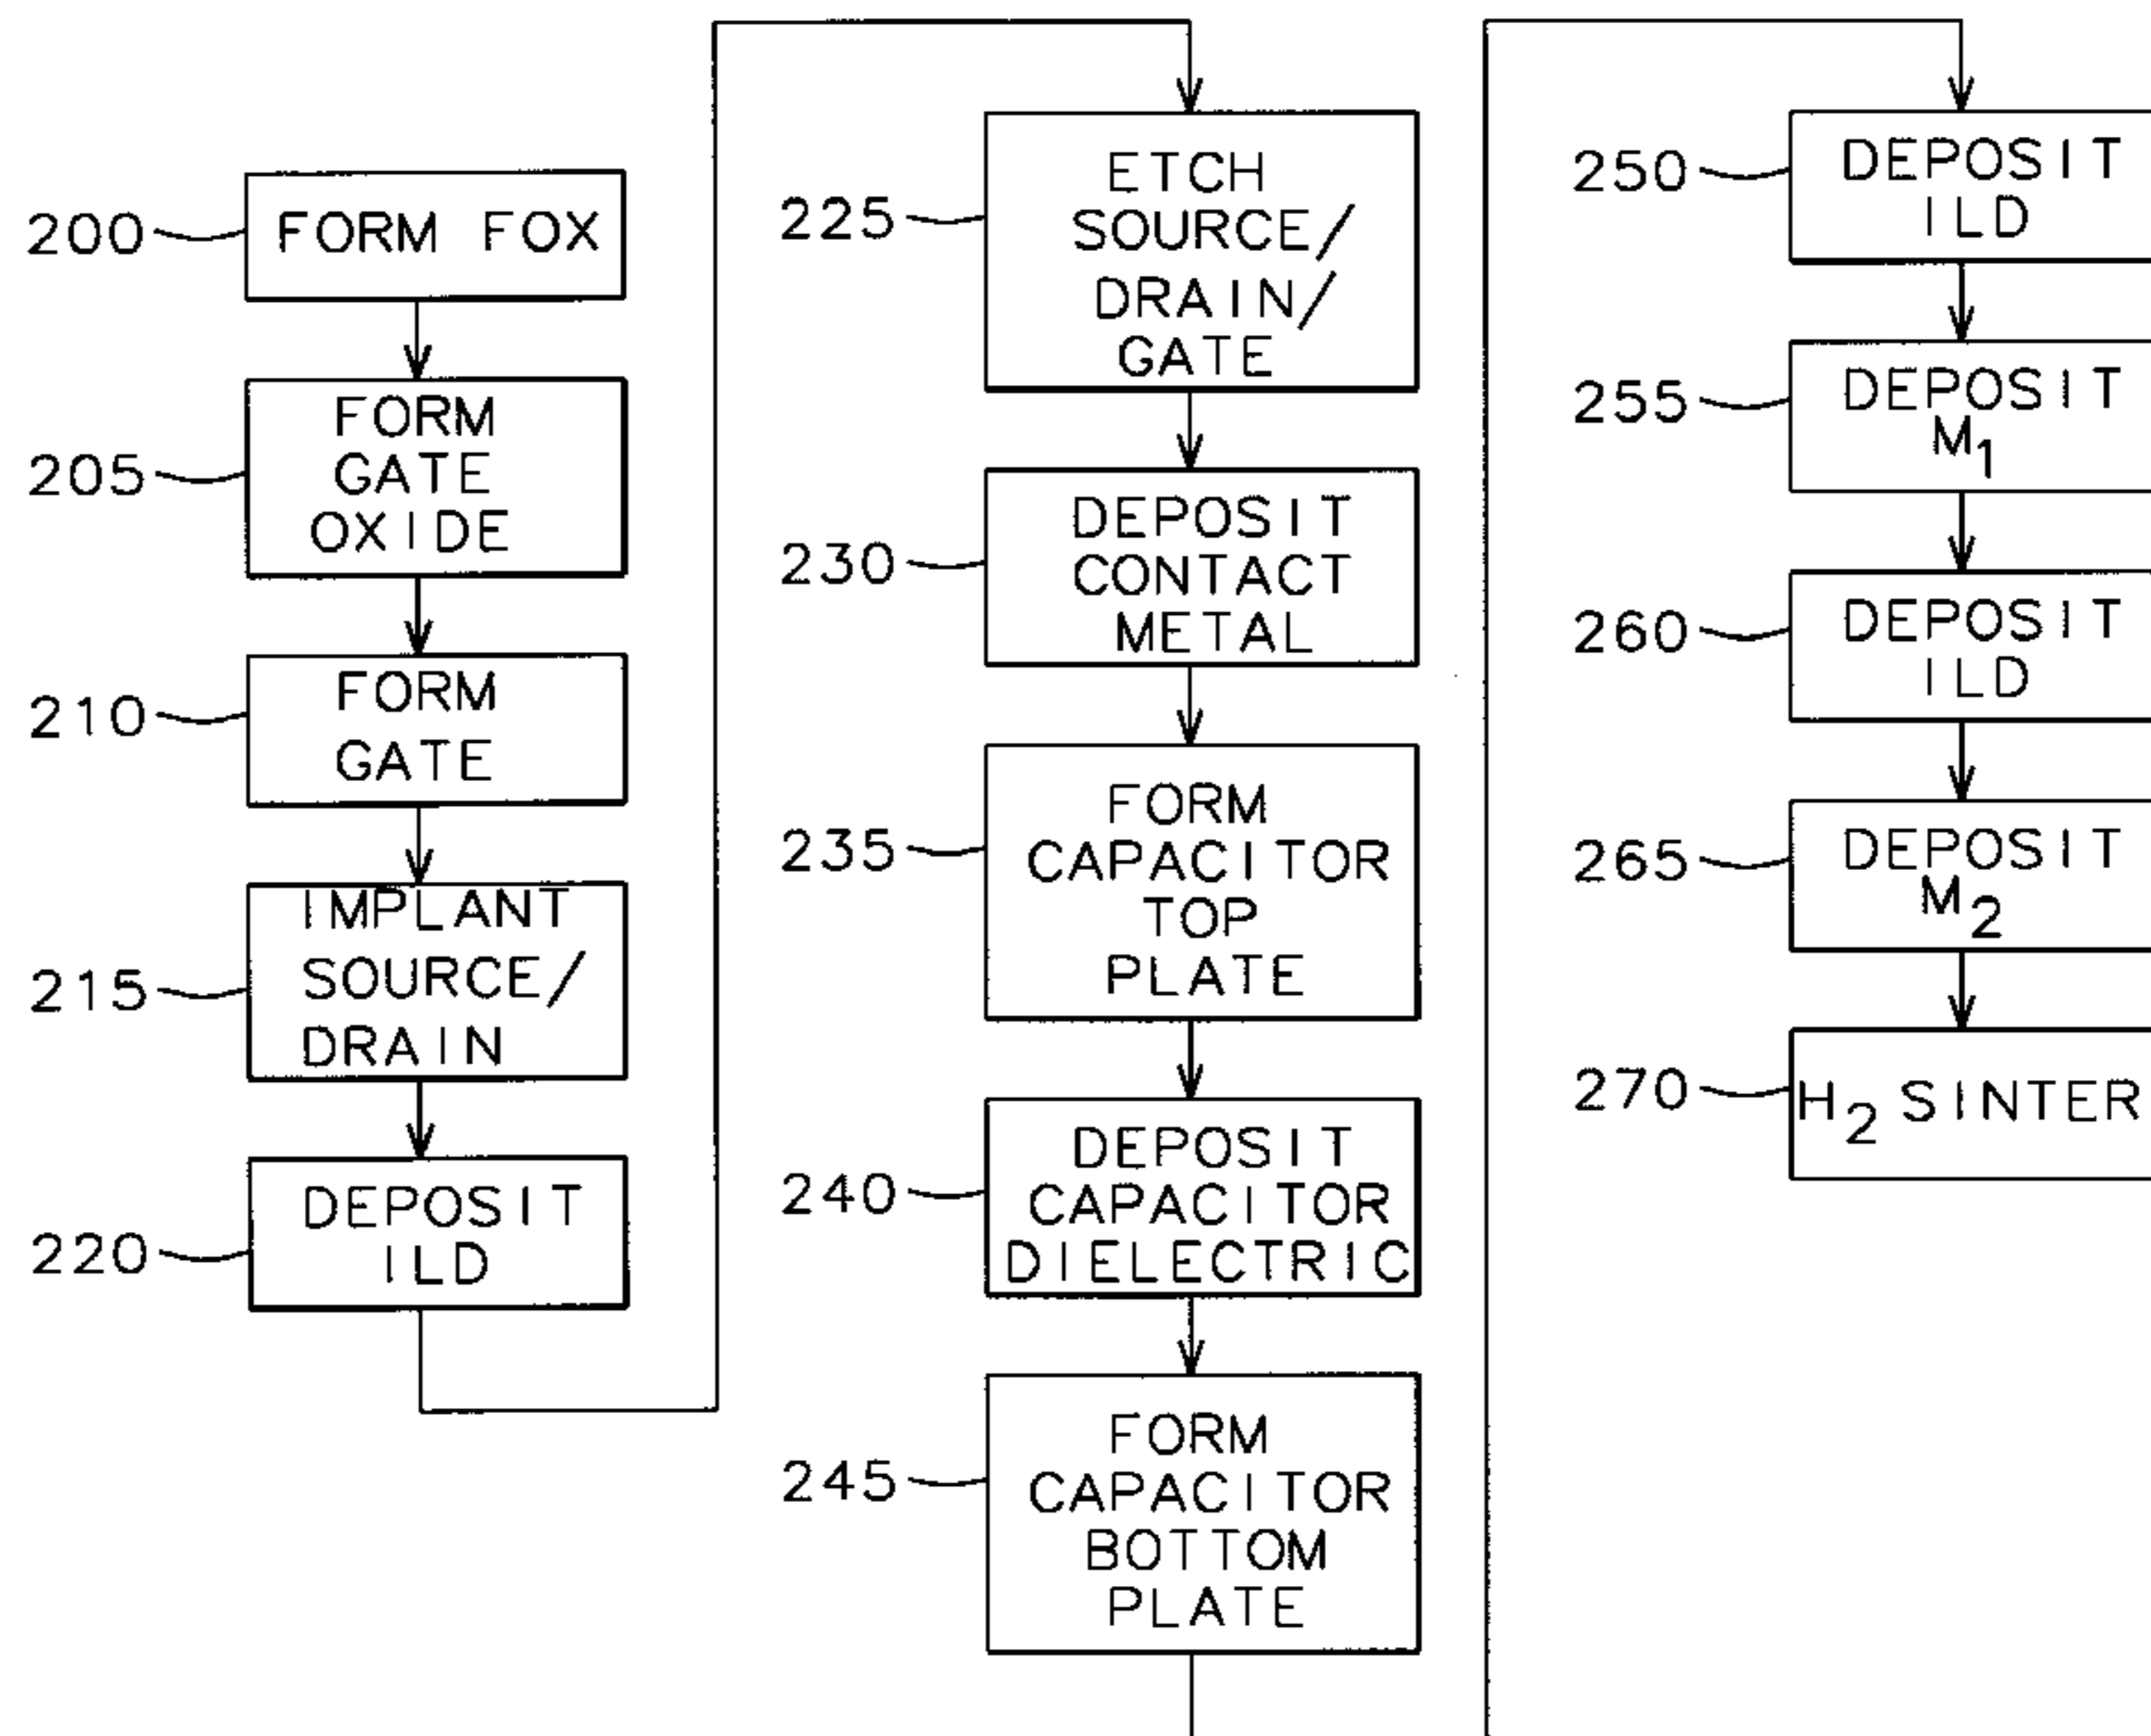 200
FORM FOX
205
FORM
GATE
OXIDE
210
FORM
GATE
215
IMPLANT
SOURCE/
DRAIN
220
DEPOSIT
ILD
225
ETCH
SOURCE/
DRAIN/
GATE
230
DEPOSIT
CONTACT
METAL
235
FORM
CAPACITOR
TOP
PLATE
240
DEPOSIT
CAPACITOR
DIELECTRIC
245
FORM
CAPACITOR
BOTTOM
PLATE
250
DEPOSIT
ILD
255
DEPOSIT
M₁
260
DEPOSIT
ILD
265
DEPOSIT
M₂
270
H₂ SINTER